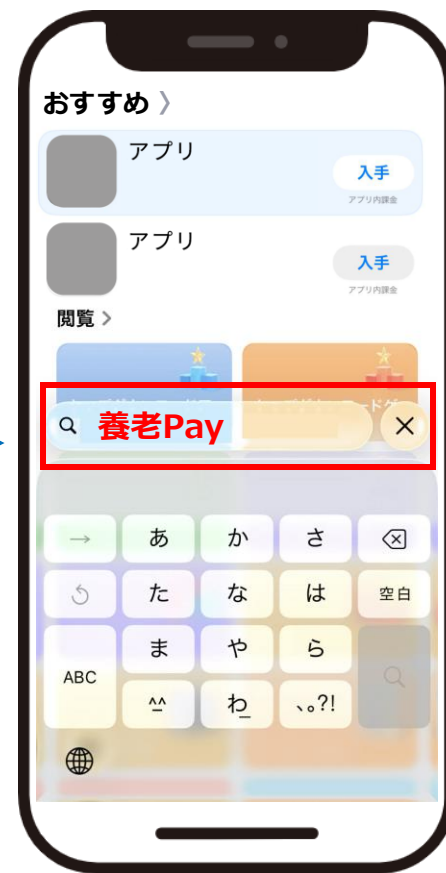 おすすめ 〉
アプリ
入手
アプリ内課金
アプリ
入手
アプリ内課金
閲覧 >
養老Pay
→ あ か さ
た な は 空白
ABC ま や ら
^^ わ_ 、。?!